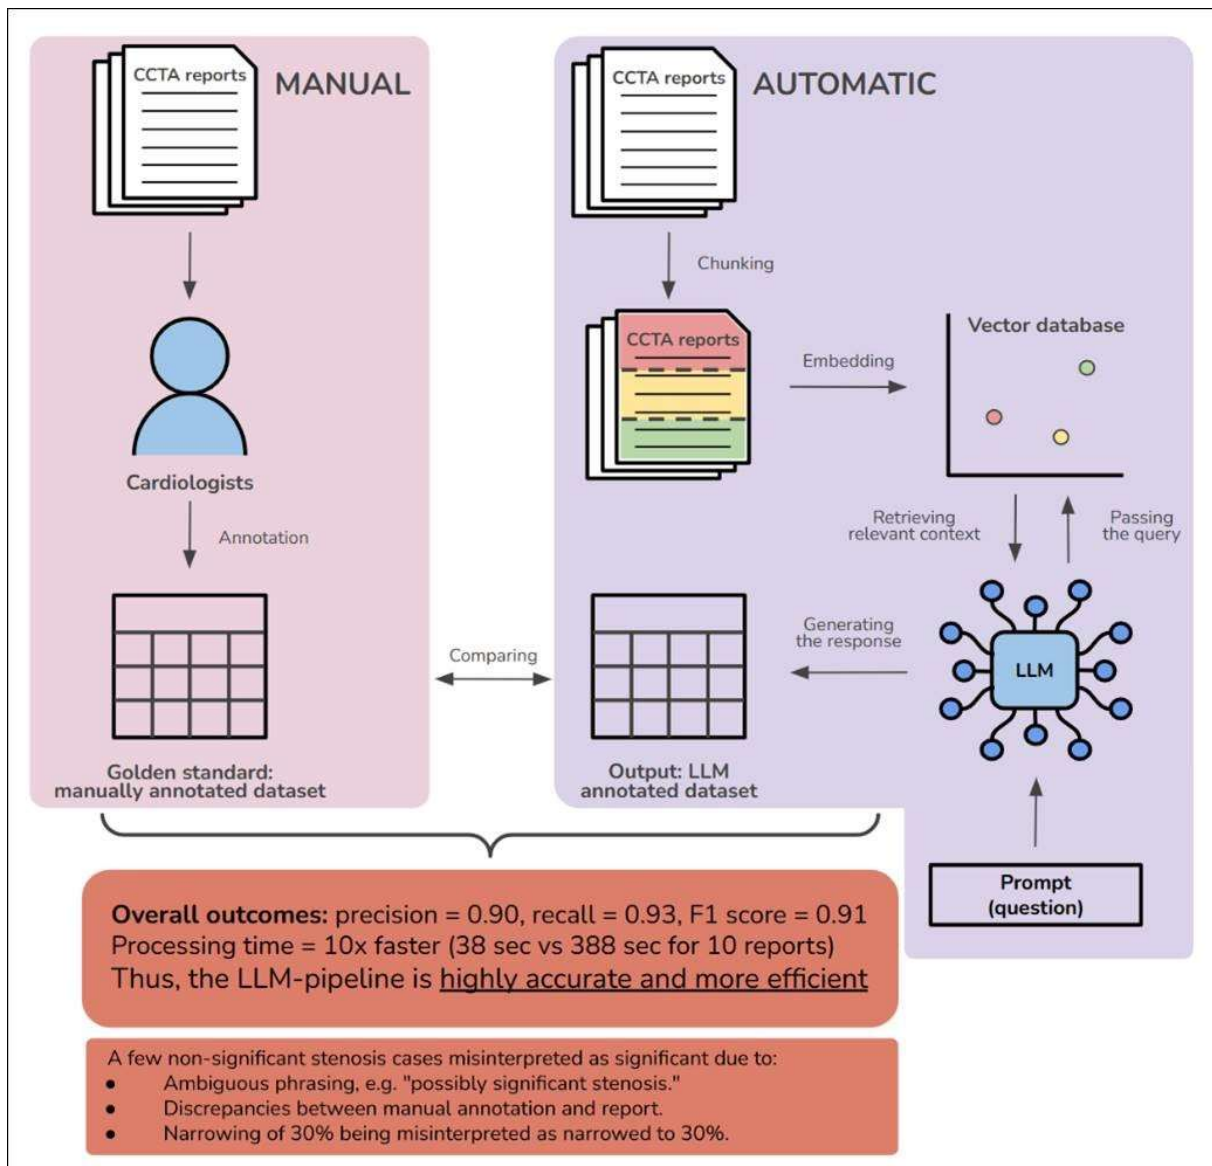 CCTA reports
MANUAL
CCTA reports
AUTOMATIC
Chunking
CCTA reports
Embedding
Vector database
Cardiologists
Annotation
Retrieving
relevant context
Passing
the query
Comparing
Generating
the response
LLM
Golden standard:
manually annotated dataset
Output: LLM
annotated dataset
Prompt
(question)
Overall outcomes: precision = 0.90, recall = 0.93, F1 score = 0.91
Processing time = 10x faster (38 sec vs 388 sec for 10 reports)
Thus, the LLM-pipeline is highly accurate and more efficient
A few non-significant stenosis cases misinterpreted as significant due to:
● Ambiguous phrasing, e.g. "possibly significant stenosis."
● Discrepancies between manual annotation and report.
● Narrowing of 30% being misinterpreted as narrowed to 30%.